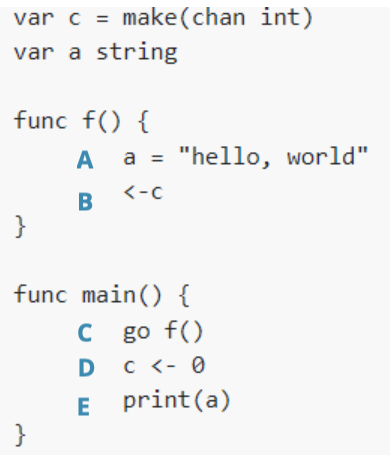 var c = make(chan int)
var a string
func f() {
A a = "hello, world"
B <-c
}
func main() {
C go f()
D c <- 0
E print(a)
}